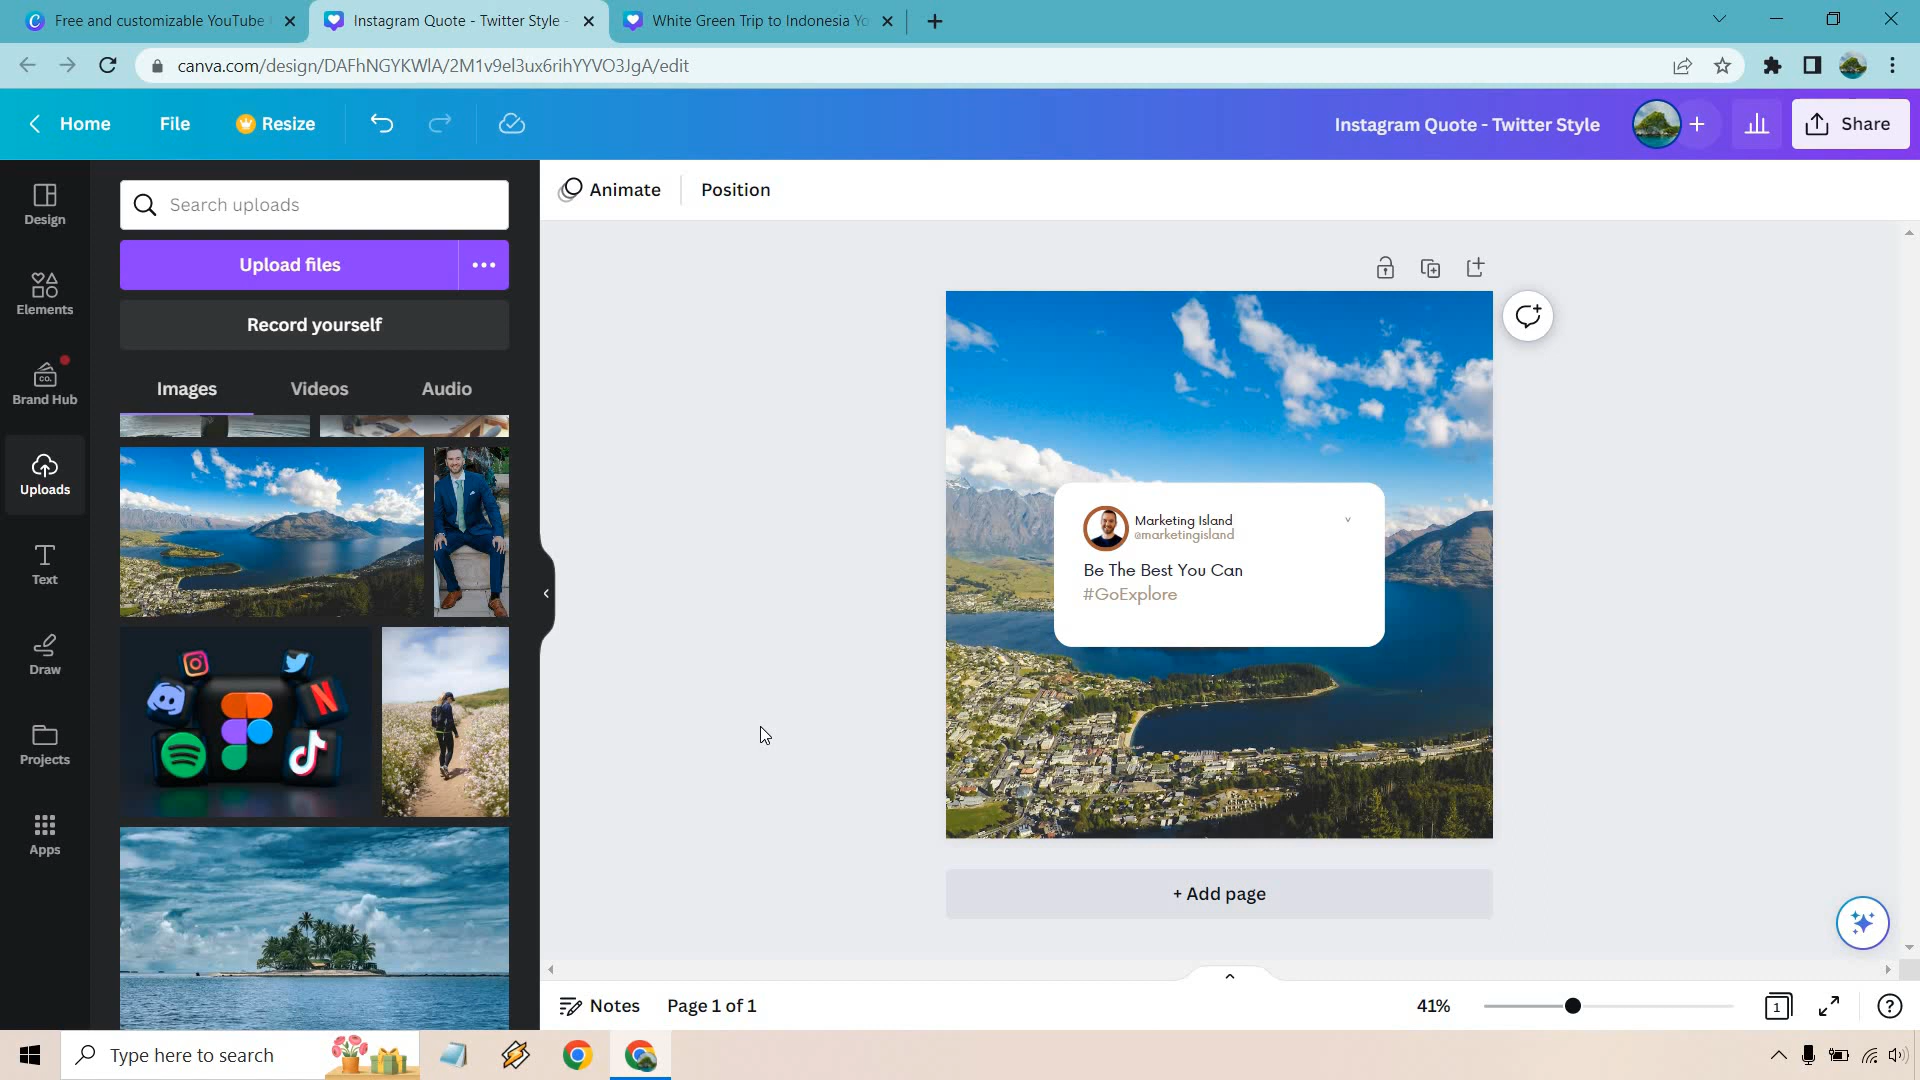 Free and customizable YouTube
Instagram Quote - Twitter Style -
White Green Trip to Indonesia Yo
canva.com/design/DAFhNGYKWlA/2M1v9el3ux6rihYYVO3JgA/edit
Home
File
Resize
Instagram Quote - Twitter Style
Share
Design
Elements
Brand Hub
Uploads
Text
Draw
Projects
Apps
Search uploads
Upload files
Record yourself
Images
Videos
Audio
Animate
Position
Marketing Island
@marketingisland
Be The Best You Can
#GoExplore
+ Add page
Notes
Page 1 of 1
41%
1
Type here to search